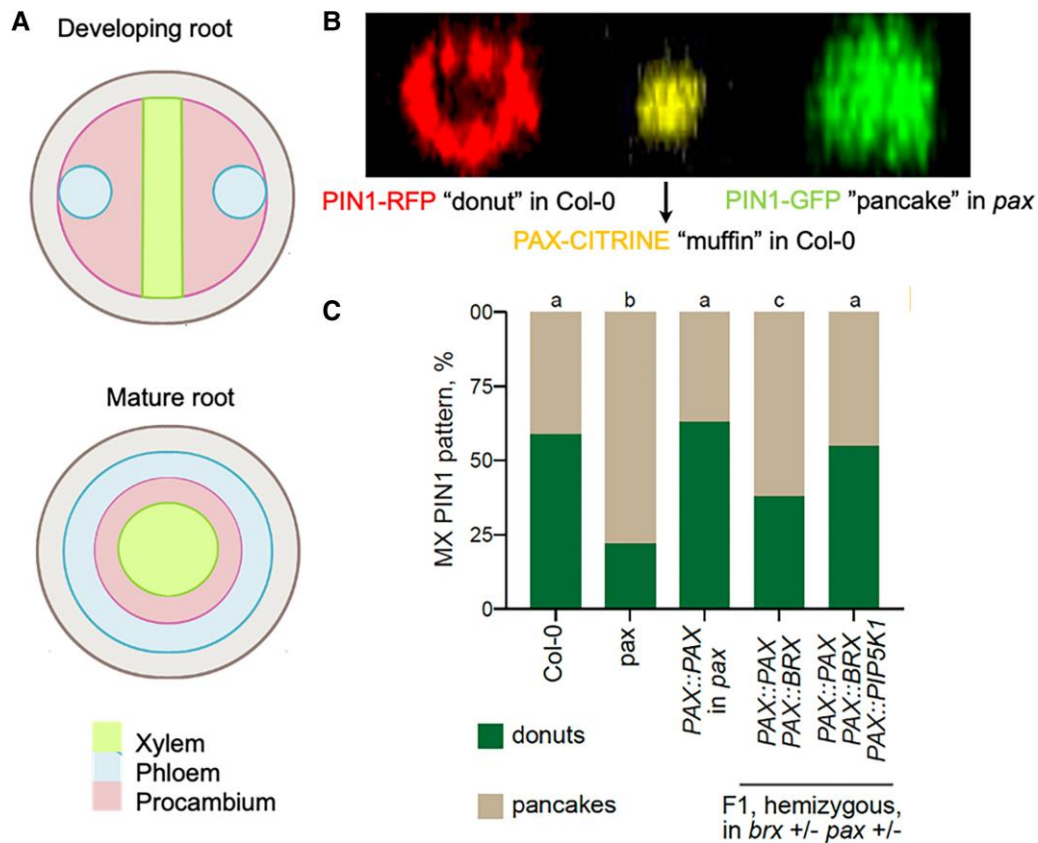 A
Developing root
Mature root
Xylem
Phloem
Procambium
B
PIN1-RFP “donut” in Col-0
PIN1-GFP ”pancake” in pax
PAX-CITRINE “muffin” in Col-0
C
a b a c a
MX PIN1 pattern, %
00
75
50
25
0
Col-0
pax
PAX::PAX
in pax
PAX::PAX
PAX::BRX
PAX::PAX
PAX::BRX
PAX::PIP5K1
donuts
pancakes
F1, hemizygous,
in brx +/- pax +/-